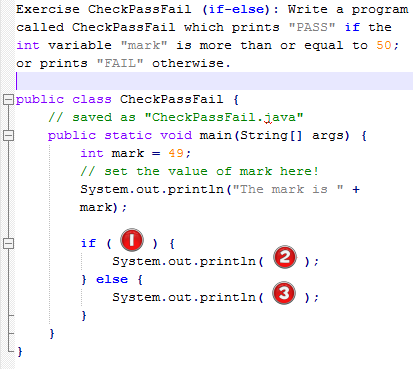 Exercise CheckPassFail (if-else): Write a program
called CheckPassFail which prints "PASS" if the
int variable "mark" is more than or equal to 50;
or prints "FAIL" otherwise.
public class CheckPassFail {
// saved as "CheckPassFail.java"
public static void main(String[] args) {
int mark = 49;
// set the value of mark here!
System.out.println("The mark is " +
mark);
if ( 1 ) {
System.out.println( 2 );
} else {
System.out.println( 3 );
}
}
}